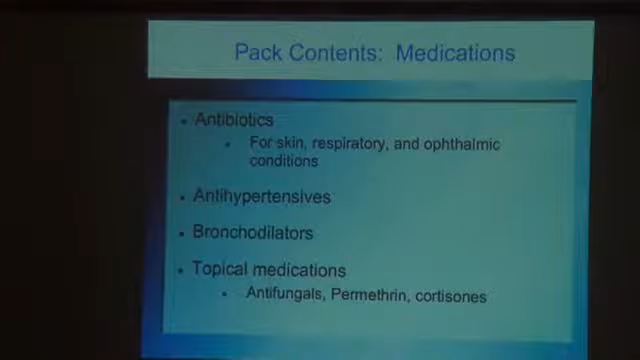 Pack Contents: Medications
• Antibiotics
• For skin, respiratory, and ophthalmic
conditions
• Antihypertensives
• Bronchodilators
• Topical medications
• Antifungals, Permethrin, cortisones